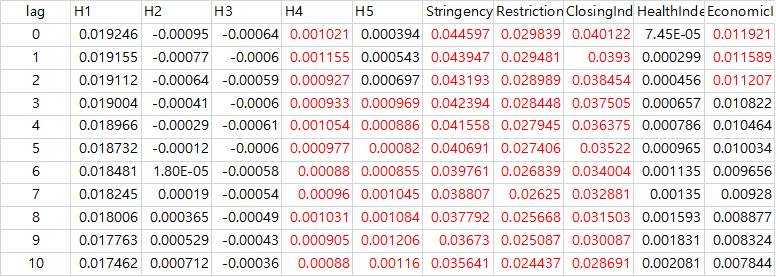 lag H1 H2 H3 H4 H5 Stringency Restriction ClosingInd HealthInde EconomicI
0 0.019246 -0.00095 -0.00064 0.001021 0.000394 0.044597 0.029839 0.040122 7.45E-05 0.011921
1 0.019155 -0.00077 -0.0006 0.001155 0.000543 0.043947 0.029481 0.0393 0.000299 0.011589
2 0.019112 -0.00064 -0.00059 0.000927 0.000697 0.043193 0.028989 0.038454 0.000456 0.011207
3 0.019004 -0.00041 -0.0006 0.000933 0.000969 0.042394 0.028448 0.037505 0.000657 0.010822
4 0.018966 -0.00029 -0.00061 0.001054 0.000886 0.041558 0.027945 0.036375 0.000786 0.010464
5 0.018732 -0.00012 -0.0006 0.000977 0.00082 0.040691 0.027406 0.03522 0.000965 0.010034
6 0.018481 1.80E-05 -0.00058 0.00088 0.000855 0.039761 0.026839 0.034004 0.001135 0.009656
7 0.018245 0.00019 -0.00054 0.00096 0.001045 0.038807 0.02625 0.032881 0.00135 0.00928
8 0.018006 0.000365 -0.00049 0.001031 0.001084 0.037792 0.025668 0.031503 0.001593 0.008877
9 0.017763 0.000529 -0.00043 0.000905 0.001206 0.03673 0.025087 0.030087 0.001831 0.008324
10 0.017462 0.000712 -0.00036 0.00088 0.00116 0.035641 0.024437 0.028691 0.002081 0.007844